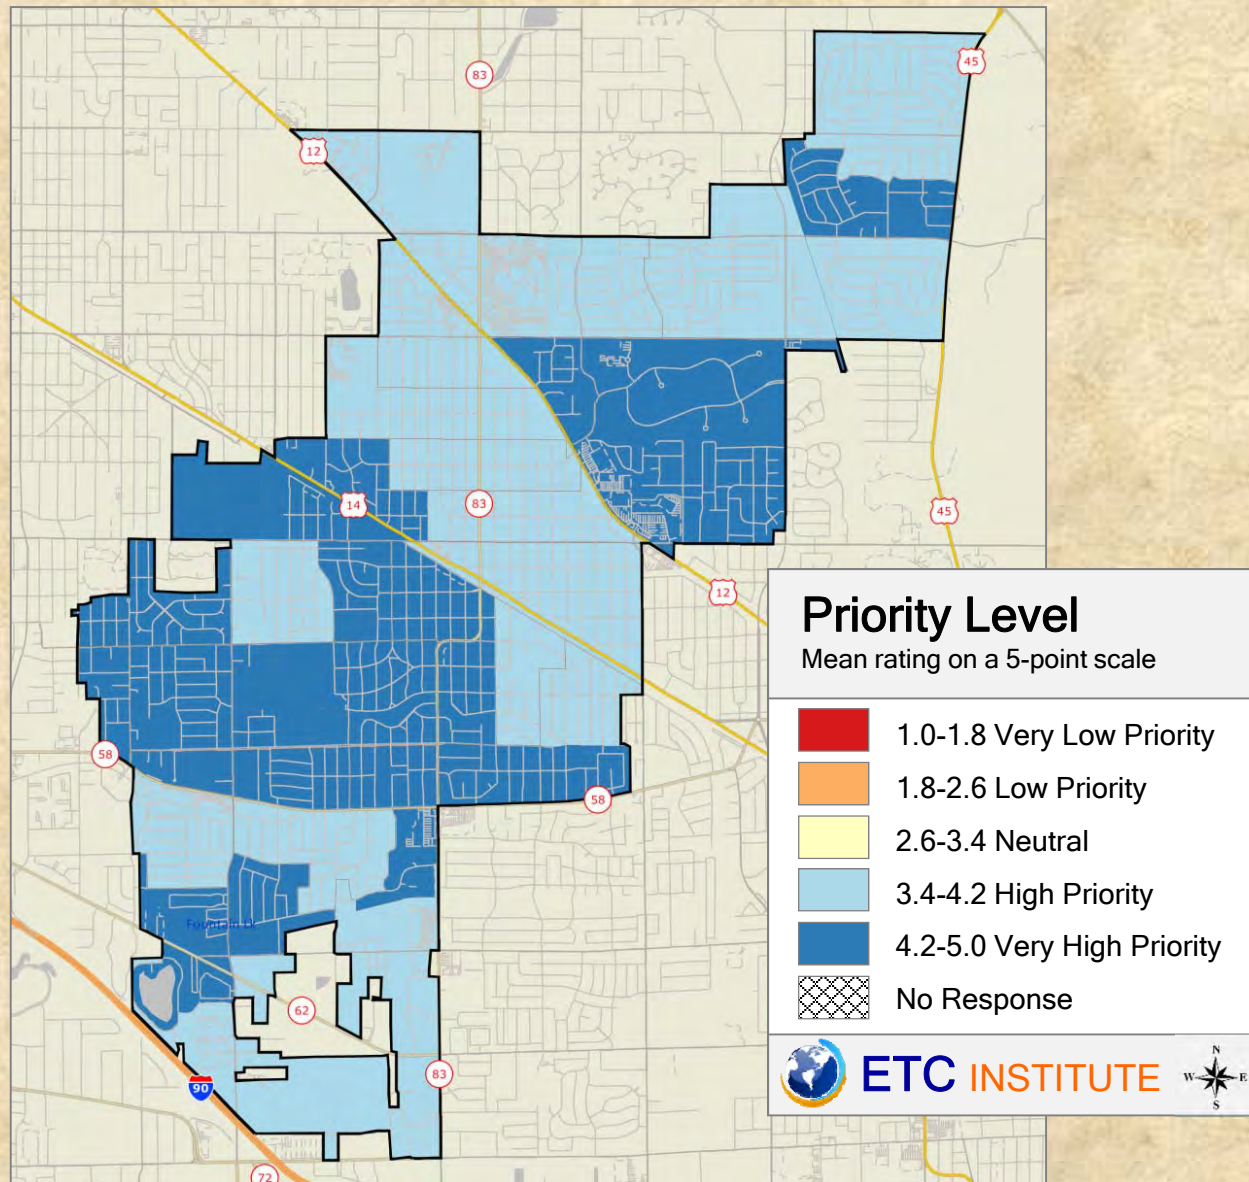 83
45
12
14
83
45
12
58
58
Fountain Dr
62
83
90
72
Priority Level
Mean rating on a 5-point scale
1.0-1.8 Very Low Priority
1.8-2.6 Low Priority
2.6-3.4 Neutral
3.4-4.2 High Priority
4.2-5.0 Very High Priority
No Response
ETC INSTITUTE
N
W E
S